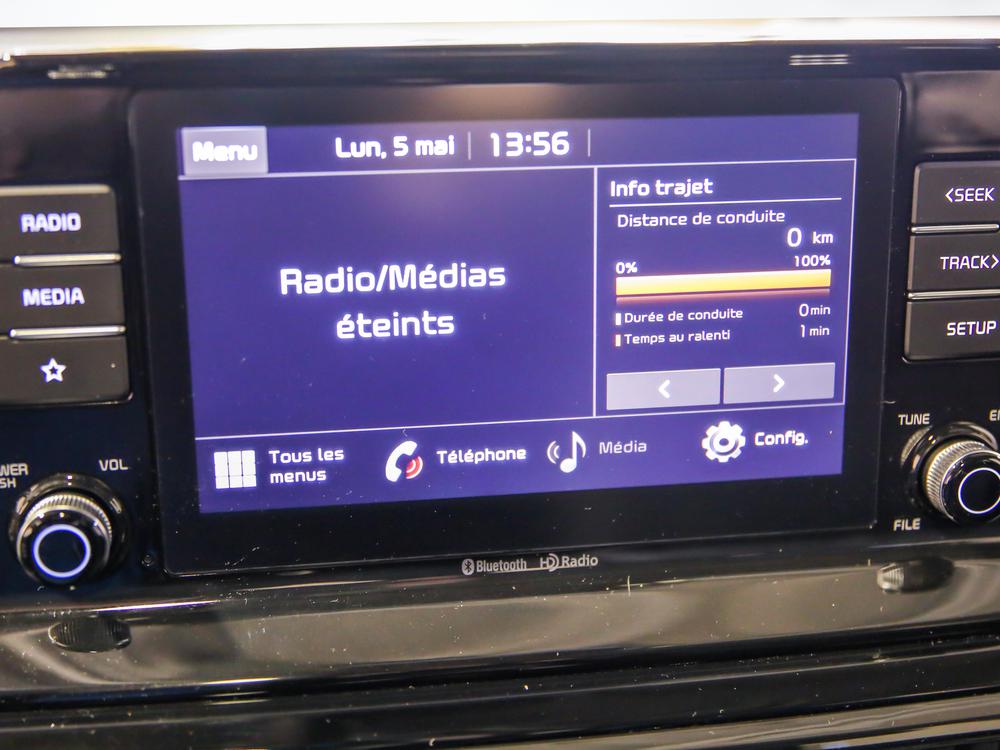 Menu
Lun, 5 mai
13:56
Radio/Médias
éteints
Info trajet
Distance de conduite
0 km
0% 100%
Durée de conduite 0 min
Temps au ralenti 1 min
< >
Tous les
menus
Téléphone
Média
Config.
RADIO
MEDIA
VOL
<SEEK
TRACK>
SETUP
TUNE
FILE
Bluetooth HD Radio